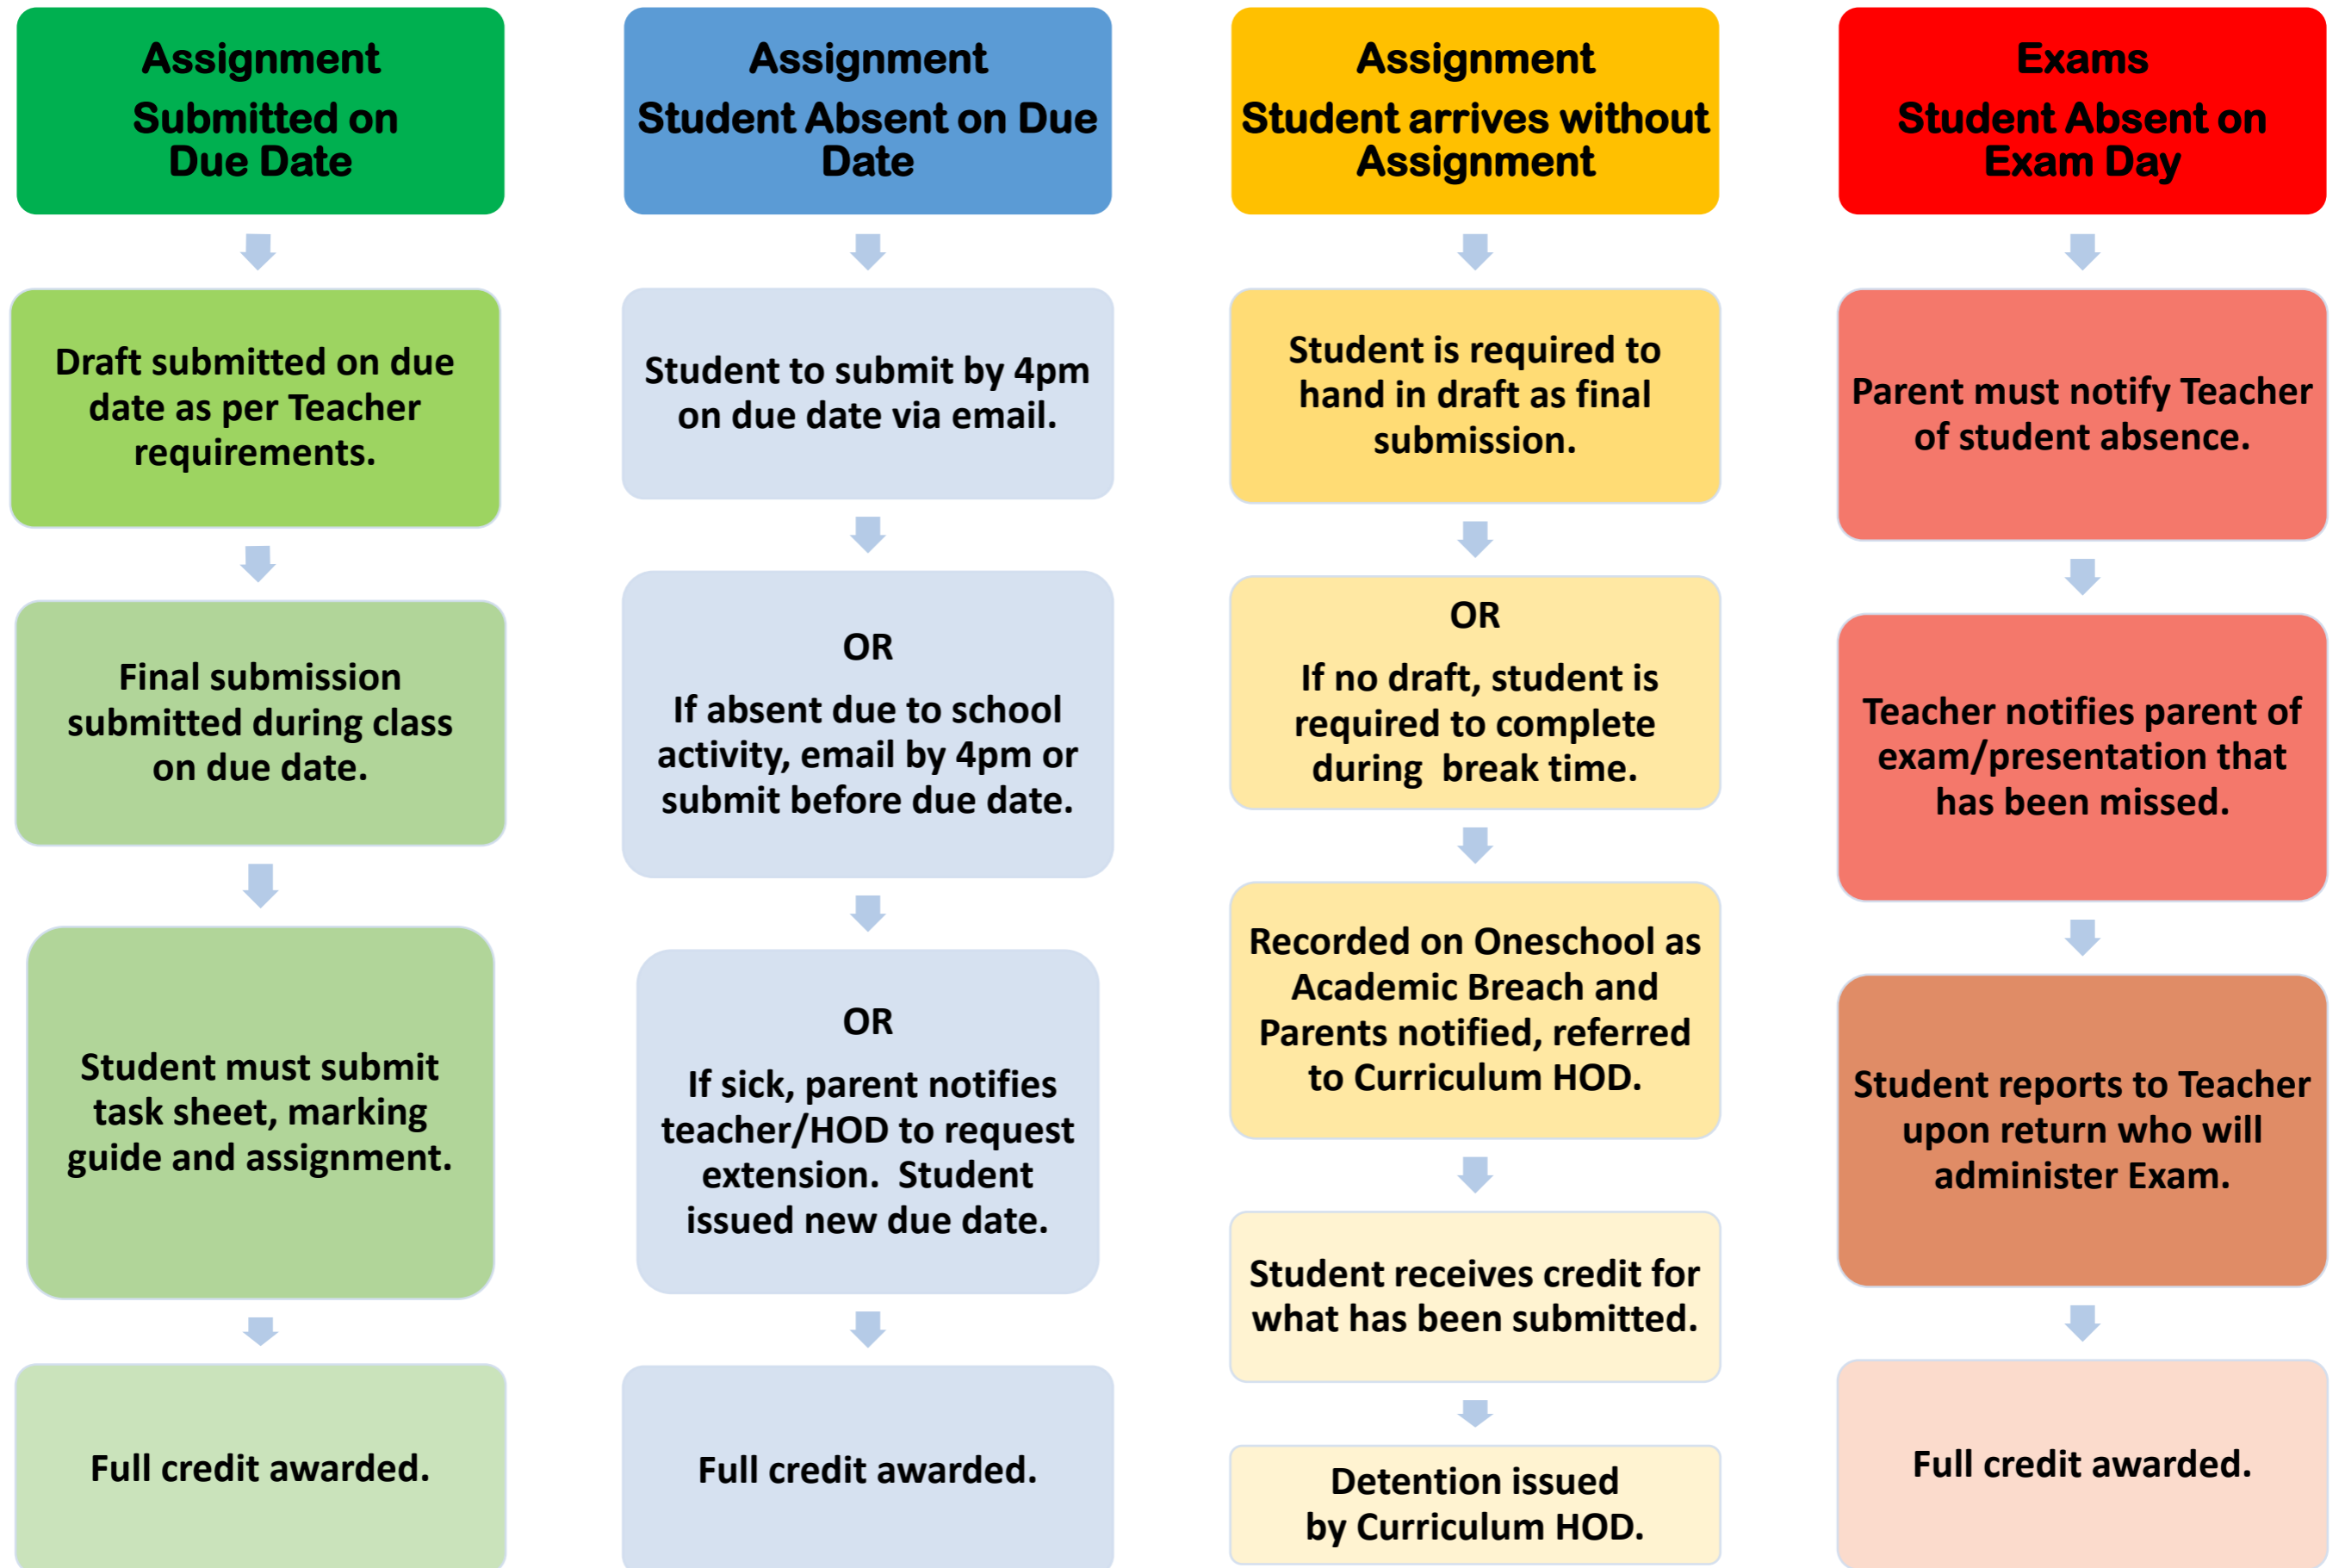 Assignment
Submitted on
Due Date
Draft submitted on due
date as per Teacher
requirements.
Final submission
submitted during class
on due date.
Student must submit
task sheet, marking
guide and assignment.
Full credit awarded.
Assignment
Student Absent on Due
Date
Student to submit by 4pm
on due date via email.
OR
If absent due to school
activity, email by 4pm or
submit before due date.
OR
If sick, parent notifies
teacher/HOD to request
extension.  Student
issued new due date.
Full credit awarded.
Assignment
Student arrives without
Assignment
Student is required to
hand in draft as final
submission.
OR
If no draft, student is
required to complete
during  break time.
Recorded on Oneschool as
Academic Breach and
Parents notified, referred
to Curriculum HOD.
Student receives credit for
what has been submitted.
Detention issued
by Curriculum HOD.
Exams
Student Absent on
Exam Day
Parent must notify Teacher
of student absence.
Teacher notifies parent of
exam/presentation that
has been missed.
Student reports to Teacher
upon return who will
administer Exam.
Full credit awarded.